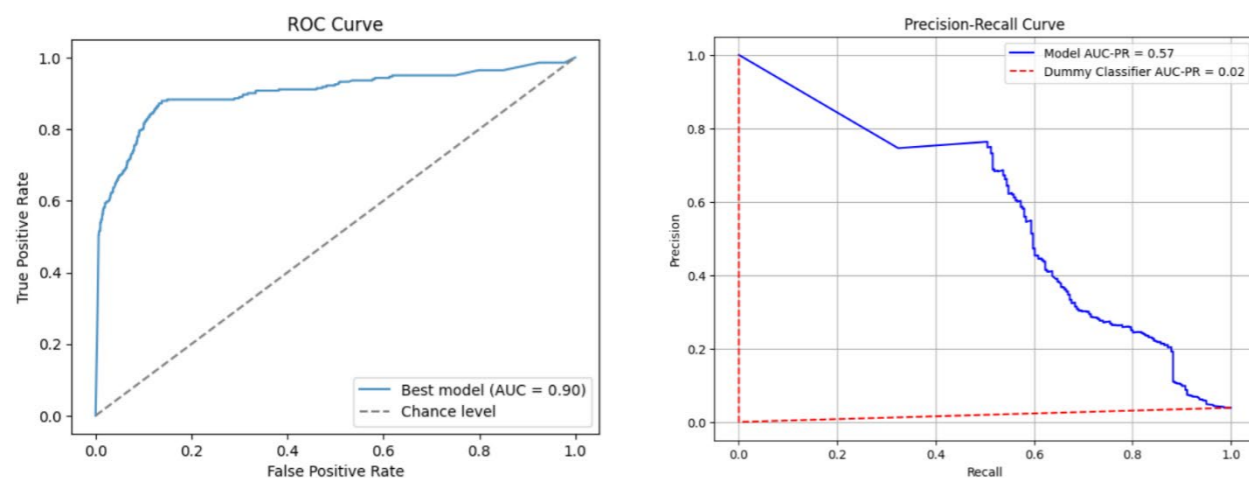 ROC Curve
1.0
0.8
0.6
0.4
0.2
0.0
True Positive Rate
Best model (AUC = 0.90)
Chance level
0.0 0.2 0.4 0.6 0.8 1.0
False Positive Rate
Precision-Recall Curve
Model AUC-PR = 0.57
Dummy Classifier AUC-PR = 0.02
1.0
0.8
0.6
0.4
0.2
0.0
Precision
0.0 0.2 0.4 0.6 0.8 1.0
Recall